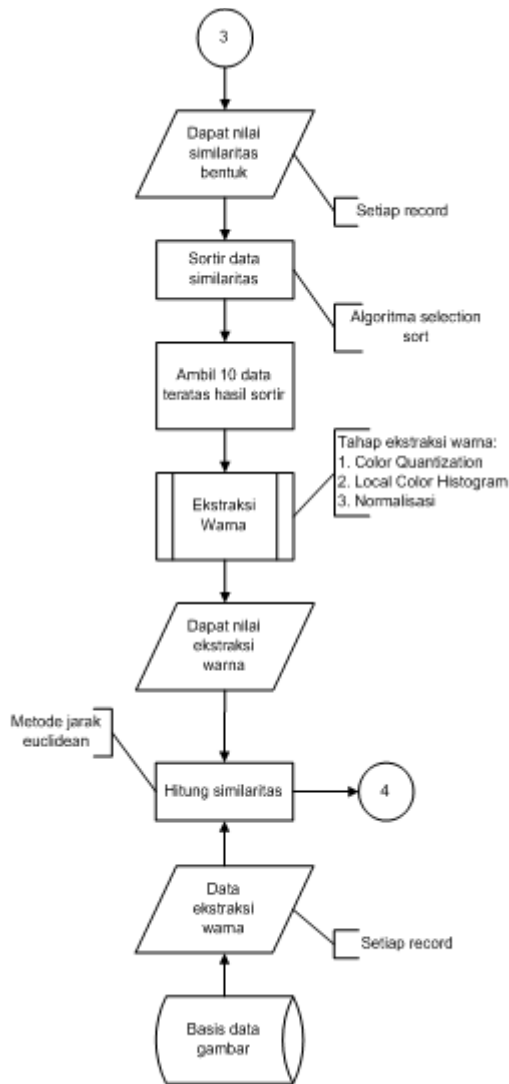 3
Dapat nilai
similaritas
bentuk
Setiap record
Sortir data
similaritas
Algoritma selection
sort
Ambil 10 data
teratas hasil sortir
Tahap ekstraksi warna:
1. Color Quantization
2. Local Color Histogram
3. Normalisasi
Ekstraksi
Warna
Dapat nilai
ekstraksi
warna
Metode jarak
euclidean
Hitung similaritas
4
Data
ekstraksi
warna
Setiap record
Basis data
gambar